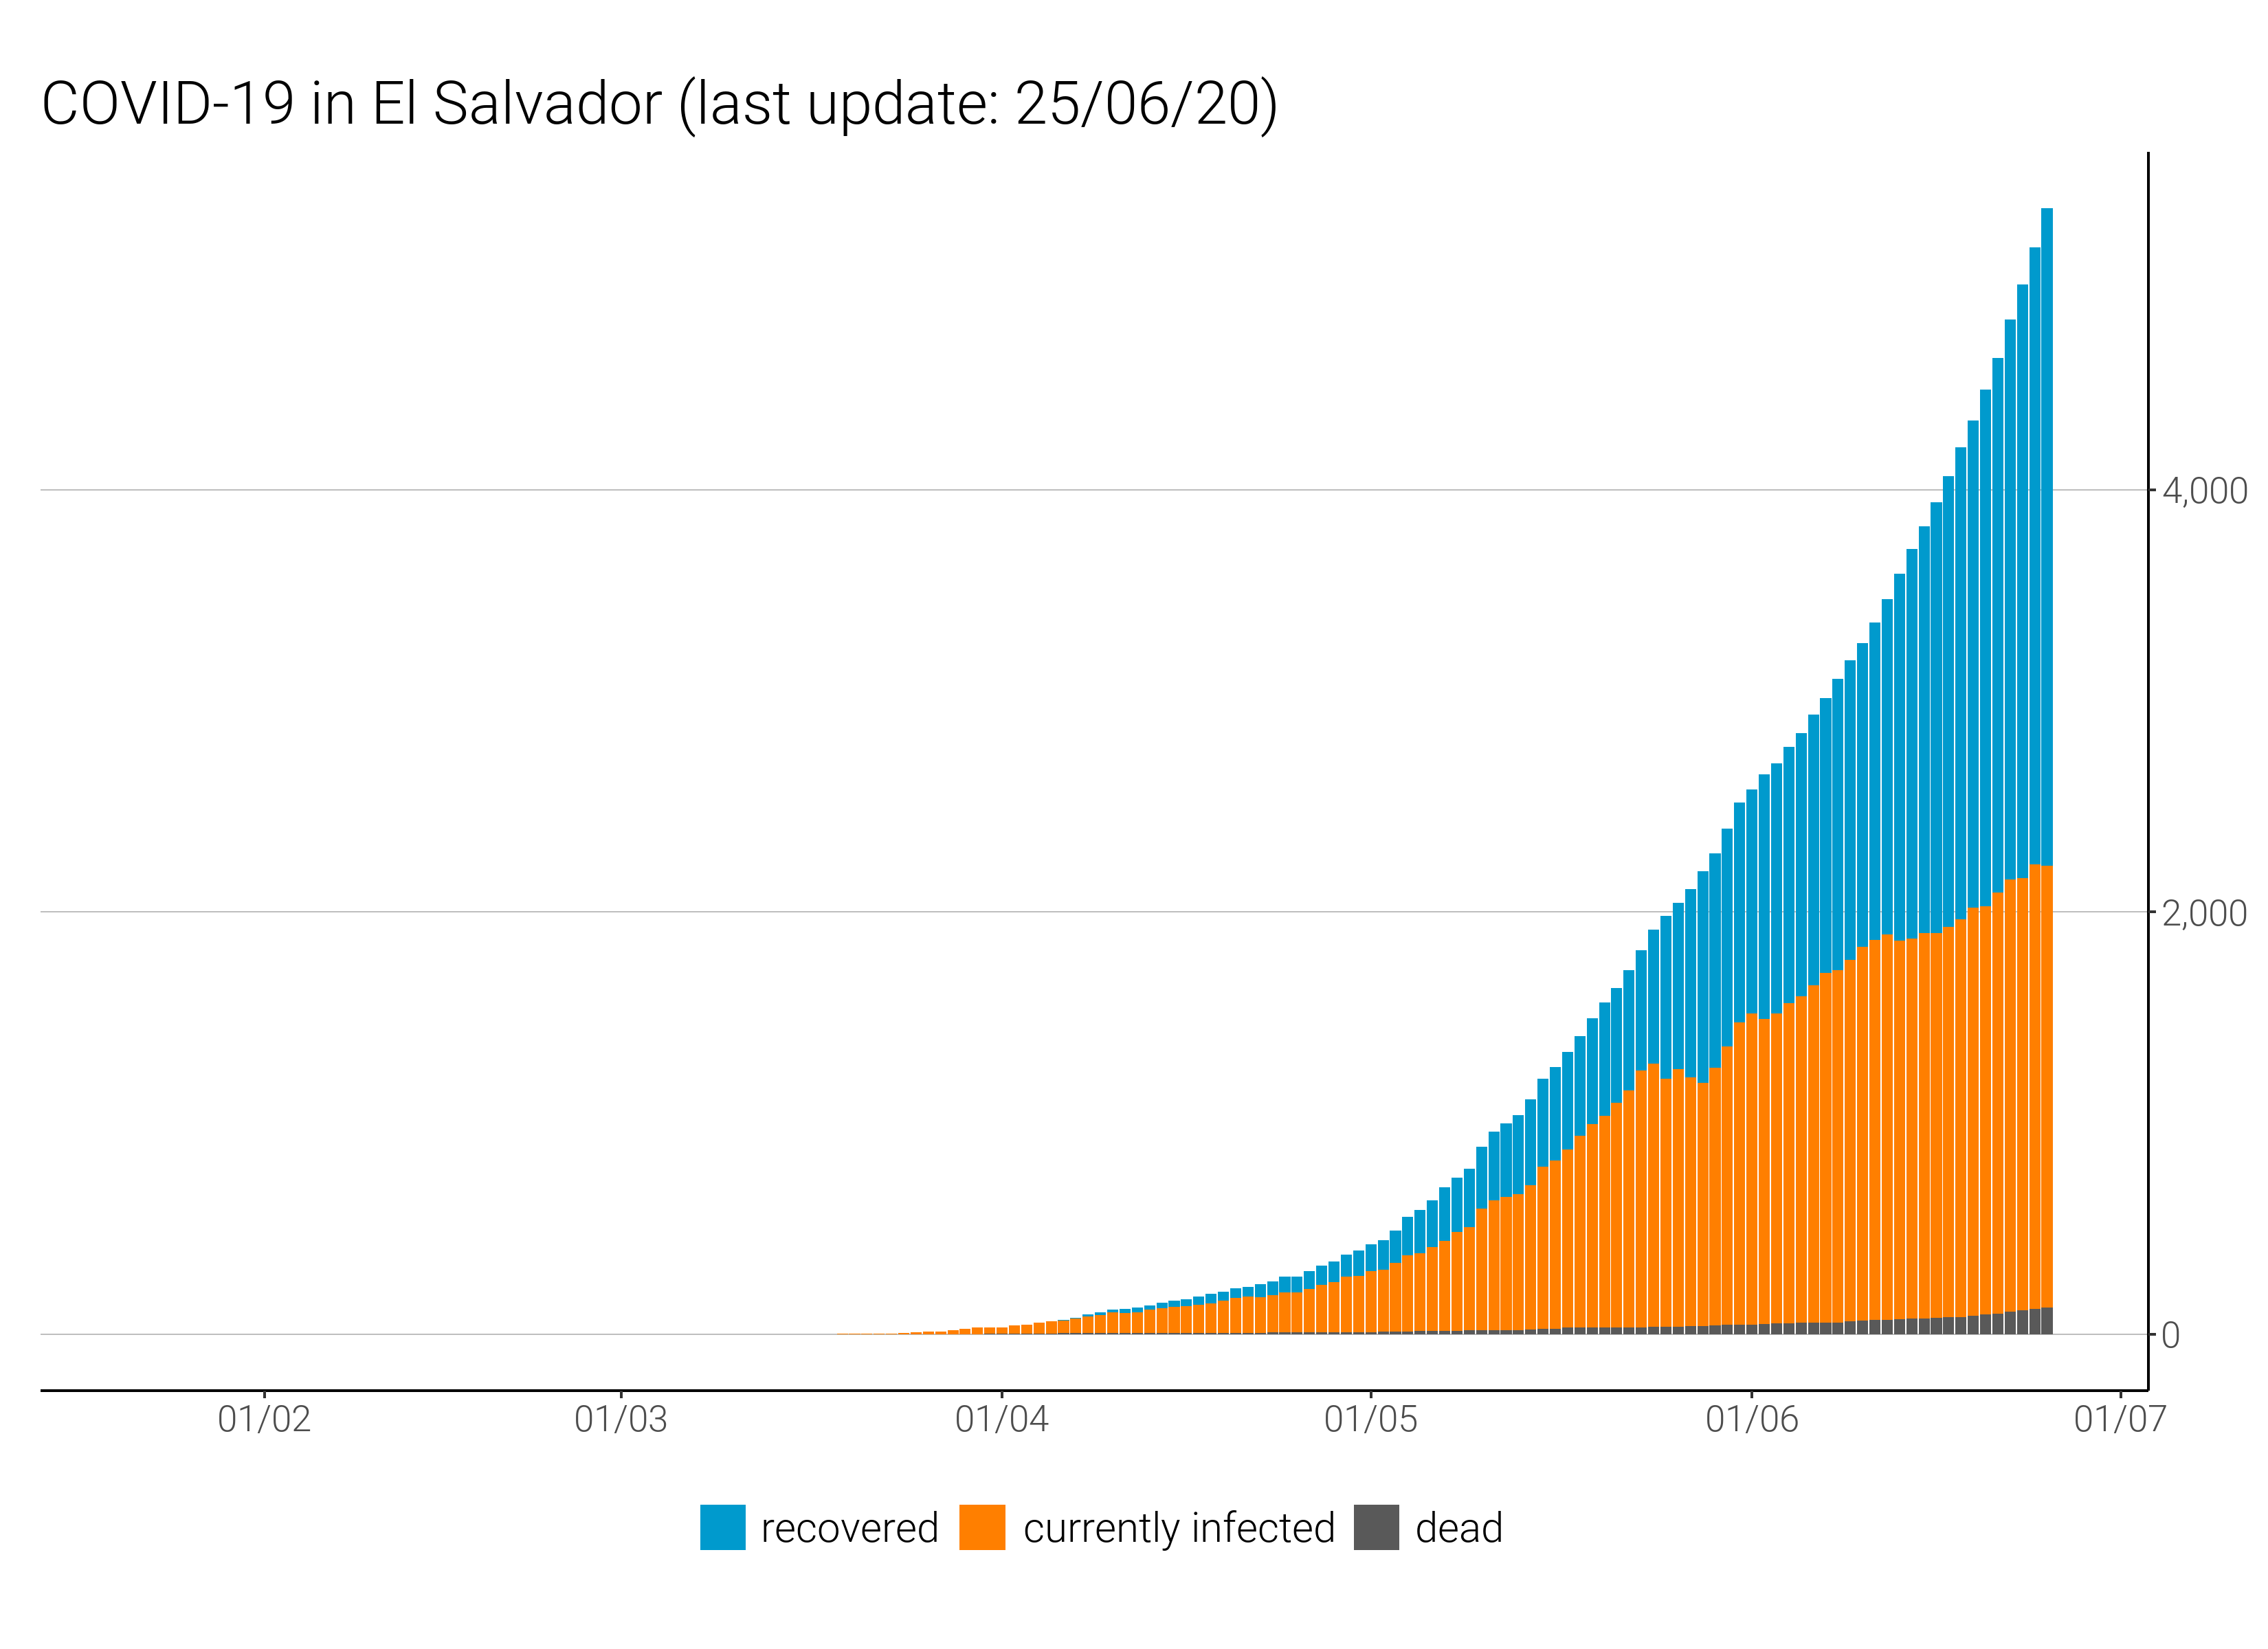 COVID-19 in El Salvador (last update: 25/06/20)
4,000
2,000
0
01/02 01/03 01/04 01/05 01/06 01/07
recovered currently infected dead